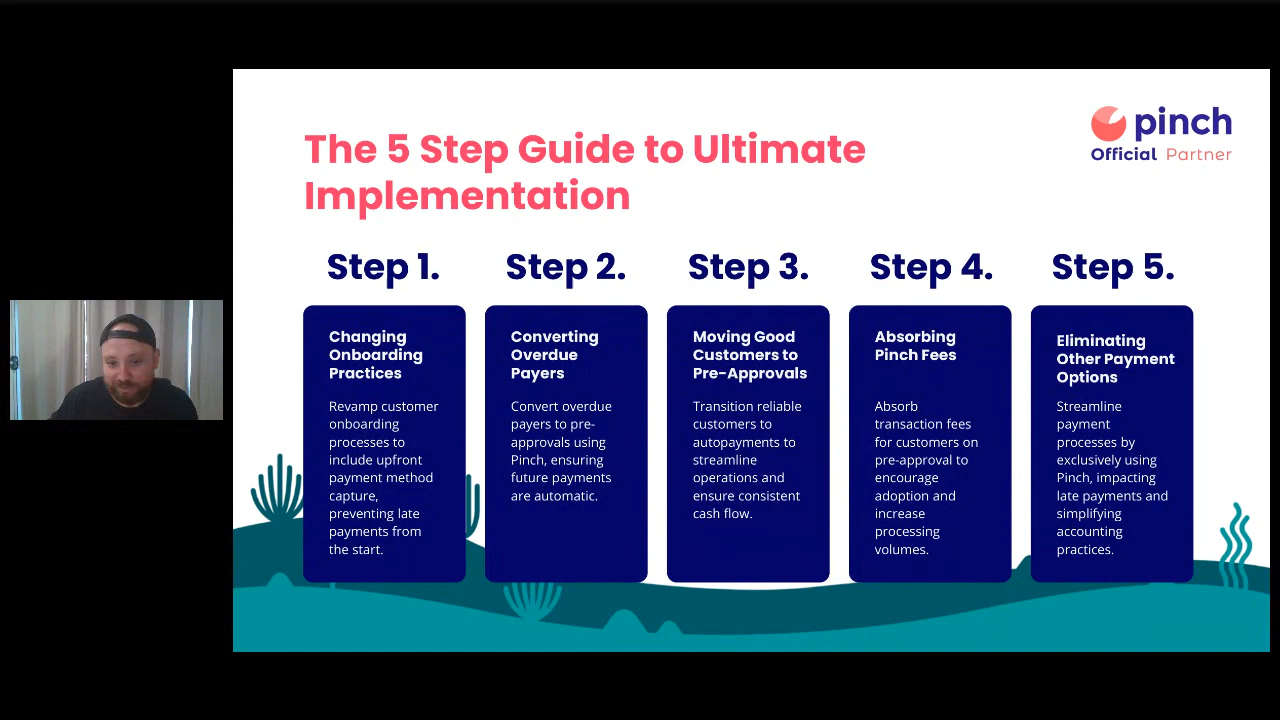 The 5 Step Guide to Ultimate
Implementation
pinch
Official Partner
Step 1.
Changing
Onboarding
Practices
Revamp customer
onboarding
processes to
include upfront
payment method
capture,
preventing late
payments from
the start.
Step 2.
Converting
Overdue
Payers
Convert overdue
payers to pre-
approvals using
Pinch, ensuring
future payments
are automatic.
Step 3.
Moving Good
Customers to
Pre-Approvals
Transition reliable
customers to
autopayments to
streamline
operations and
ensure consistent
cash flow.
Step 4.
Absorbing
Pinch Fees
Absorb
transaction fees
for customers on
pre-approval to
encourage
adoption and
increase
processing
volumes.
Step 5.
Eliminating
Other Payment
Options
Streamline
payment
processes by
exclusively using
Pinch, impacting
late payments and
simplifying
accounting
practices.